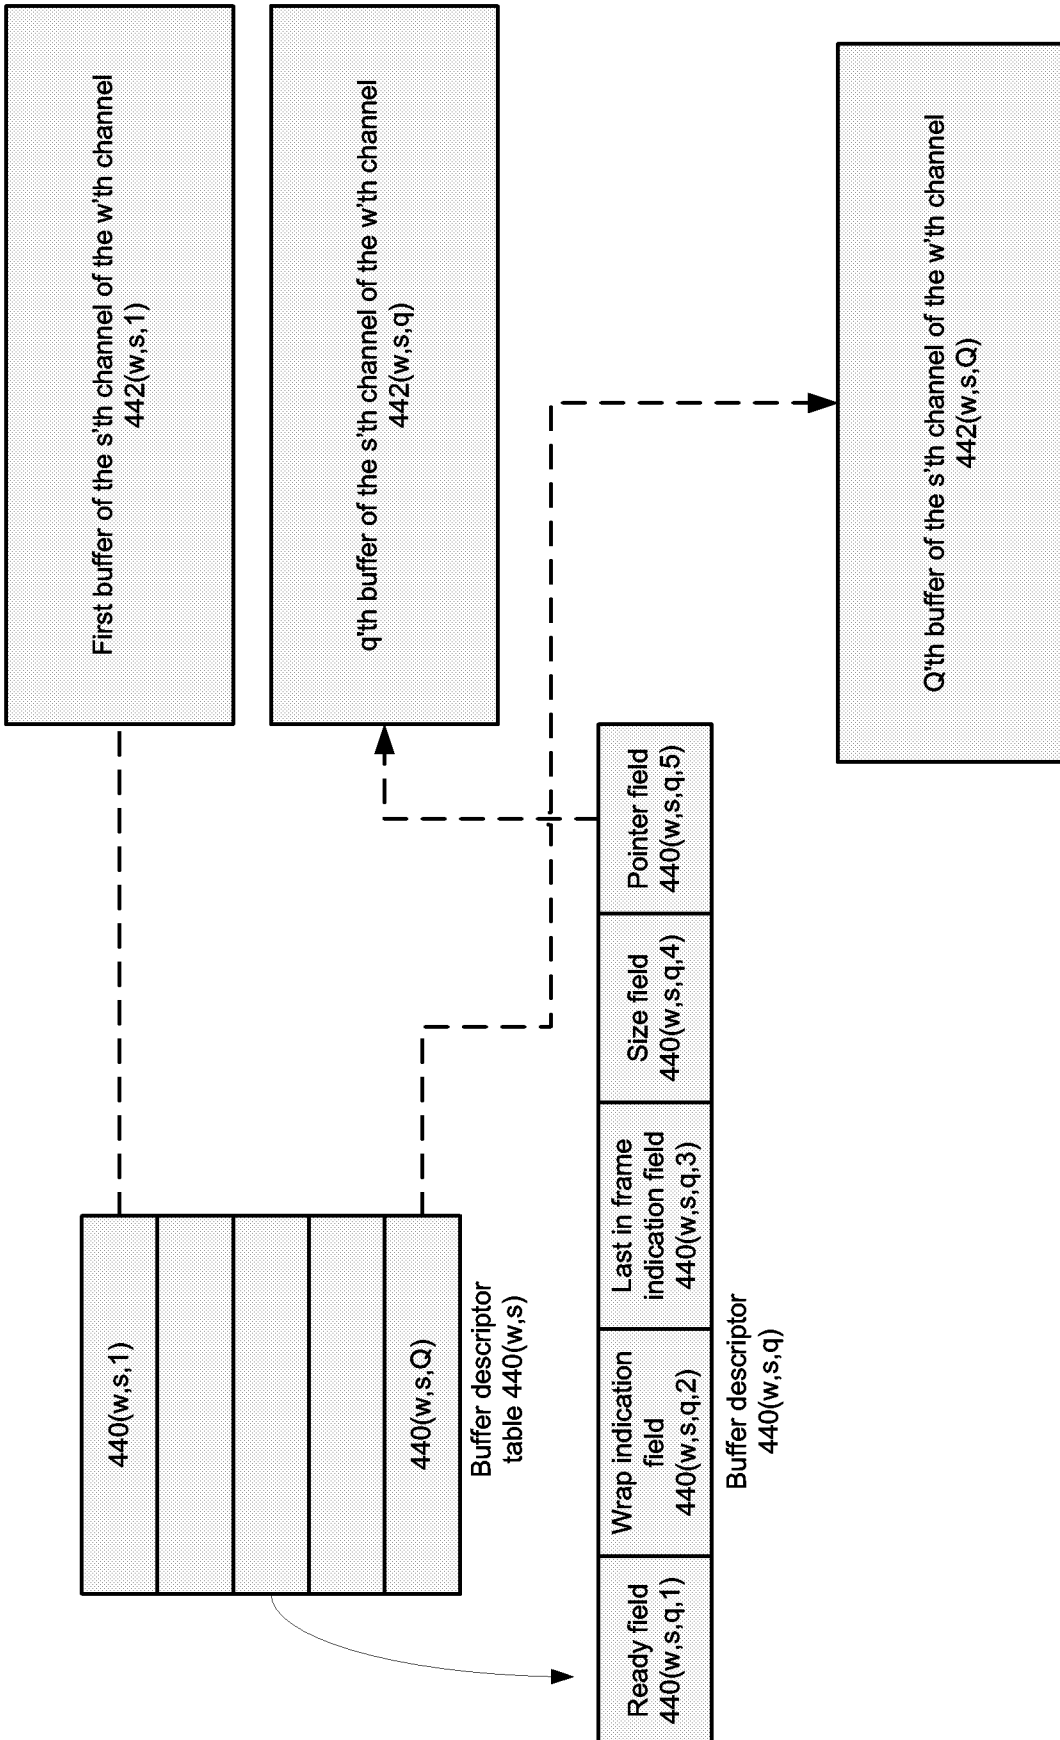 First buffer of the s'th channel of the w'th channel
442(w,s,1)
q'th buffer of the s'th channel of the w'th channel
442(w,s,q)
Q'th buffer of the s'th channel of the w'th channel
442(w,s,Q)
440(w,s,1)
440(w,s,Q)
Buffer descriptor
table 440(w,s)
Ready field
440(w,s,q,1)
Wrap indication
field
440(w,s,q,2)
Last in frame
indication field
440(w,s,q,3)
Size field
440(w,s,q,4)
Pointer field
440(w,s,q,5)
Buffer descriptor
440(w,s,q)